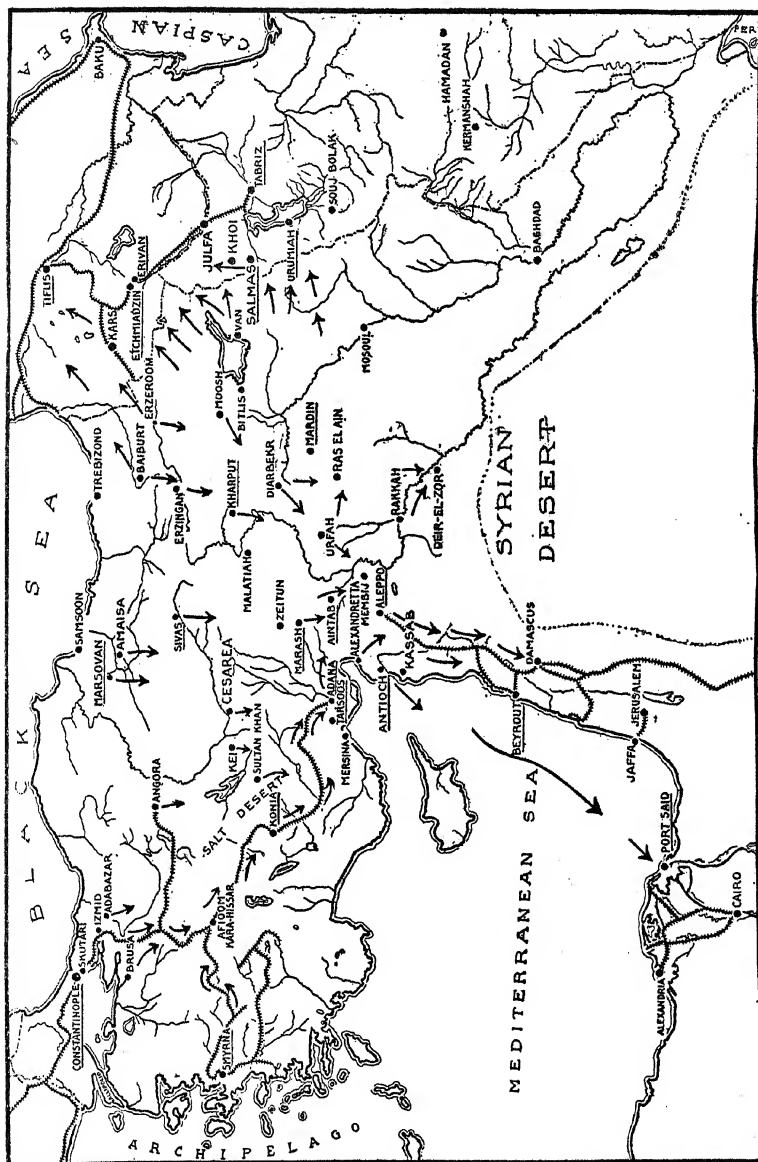 BLACK SEA
CASPIAN
SEA
BAKU
TIFLIS
KARS
ETCHMIADZIN
ERIVAN
JULFA
KHOI
TABRIZ
SALMAS
URUMIAH
SOUJ BOLAK
HAMADAN
KERMANSHAH
PER
BAGHDAD
MOSOUL
VAN
BITLIS
MOOSH
ERZEROOM
TREBIZOND
BAIBURT
ERZINGAN
KHARPUT
DIARBEKR
MARDIN
RAS EL AIN
MALATIAH
URFAH
RAKKAH
DEIR-EL-ZOR
SYRIAN
DESERT
SAMSOON
MARSOVAN
AMAISA
SIVAS
ZEITUN
MARASH
AINTAB
ALEXANDRETTA
MEMBIJ
ALEPPO
KASSAB
ANTIOCH
CESAREA
KEI
SULTAN KHAN
ADANA
TARSOUS
MERSINA
DAMASCUS
BEYROUT
JERUSALEM
JAFFA
ANGORA
SALT DESERT
KONIA
ADABAZAR
IZMID
SKUTARI
CONSTANTINOPLE
BRUSA
AFIOOM
KARA-HISSAR
SMYRNA
ARCHIPELAGO
MEDITERRANEAN SEA
PORT SAID
CAIRO
ALEXANDRIA